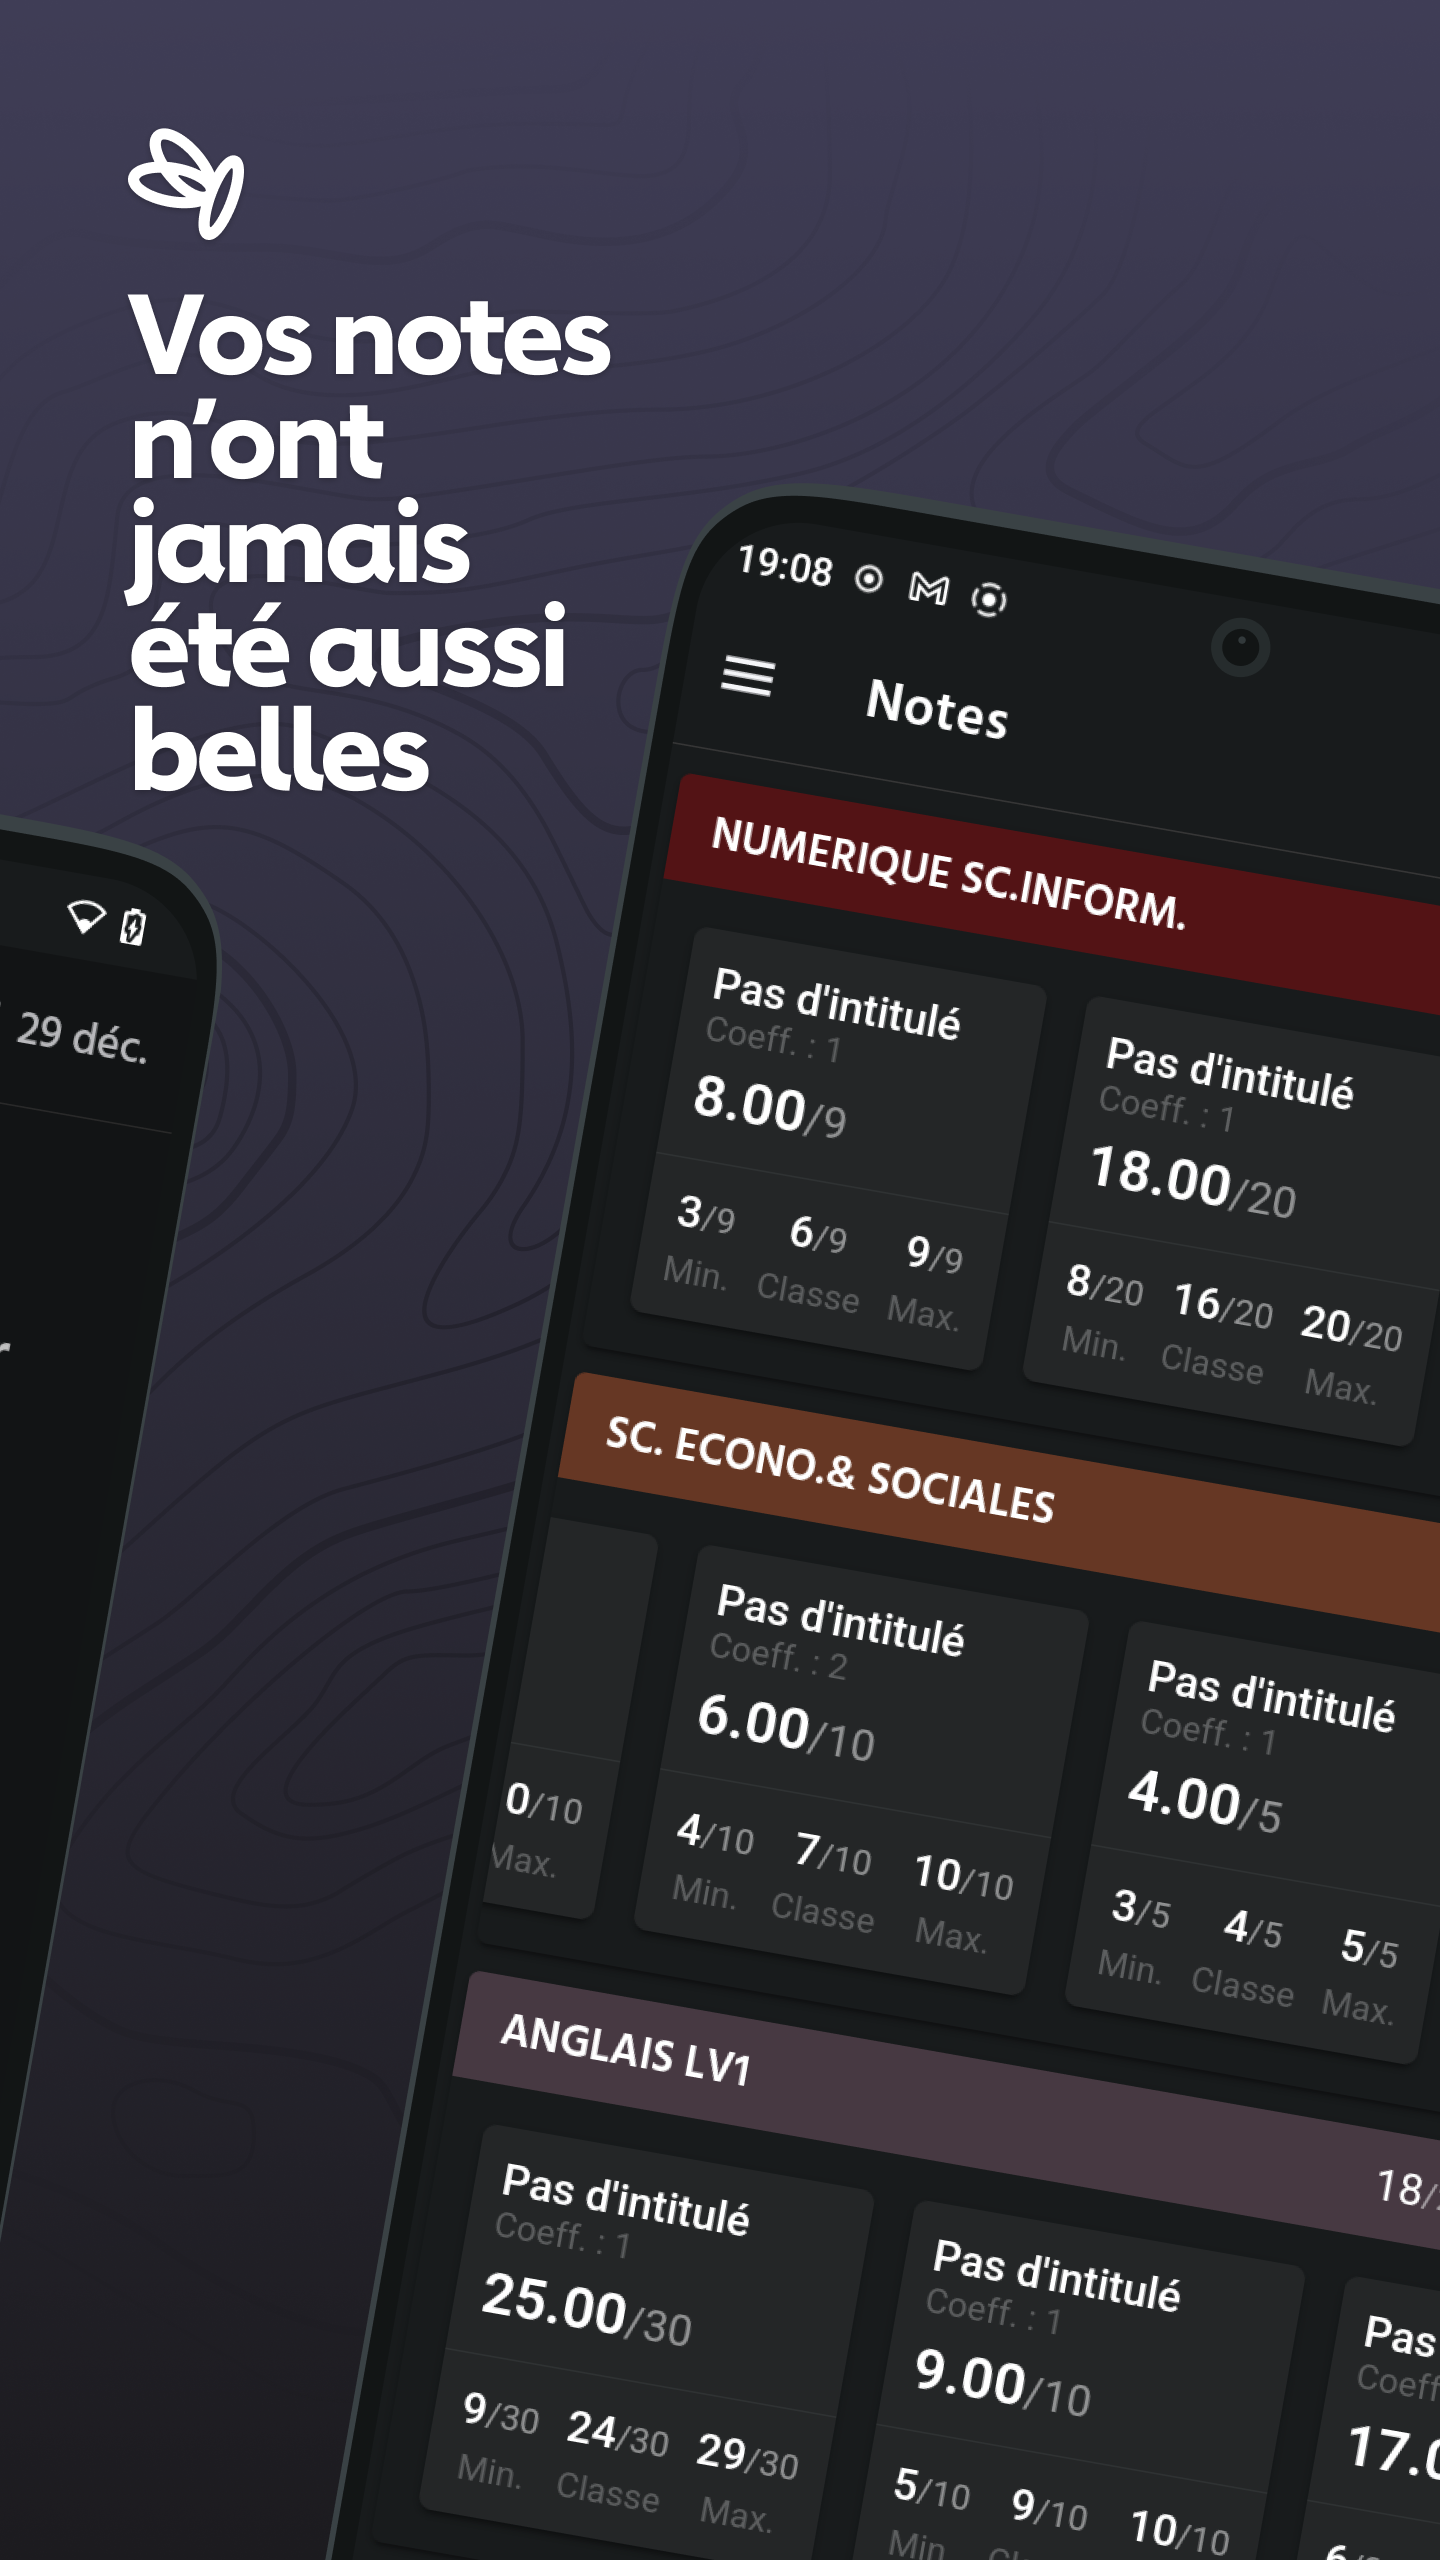 Vos notes
n'ont
jamais
été aussi
belles
19:08
Notes
29 déc.
NUMERIQUE SC.INFORM.
Pas d'intitulé
Coeff. : 1
8.00/9
3/9 6/9 9/9
Min. Classe Max.
Pas d'intitulé
Coeff. : 1
18.00/20
8/20 16/20 20/20
Min. Classe Max.
SC. ECONO.& SOCIALES
0/10
Max.
Pas d'intitulé
Coeff. : 2
6.00/10
4/10 7/10 10/10
Min. Classe Max.
Pas d'intitulé
Coeff. : 1
4.00/5
3/5 4/5 5/5
Min. Classe Max.
ANGLAIS LV1
18/
Pas d'intitulé
Coeff. : 1
25.00/30
9/30 24/30 29/30
Min. Classe Max.
Pas d'intitulé
Coeff. : 1
9.00/10
5/10 9/10 10/10
Min.
Pas
Coeff
17.0